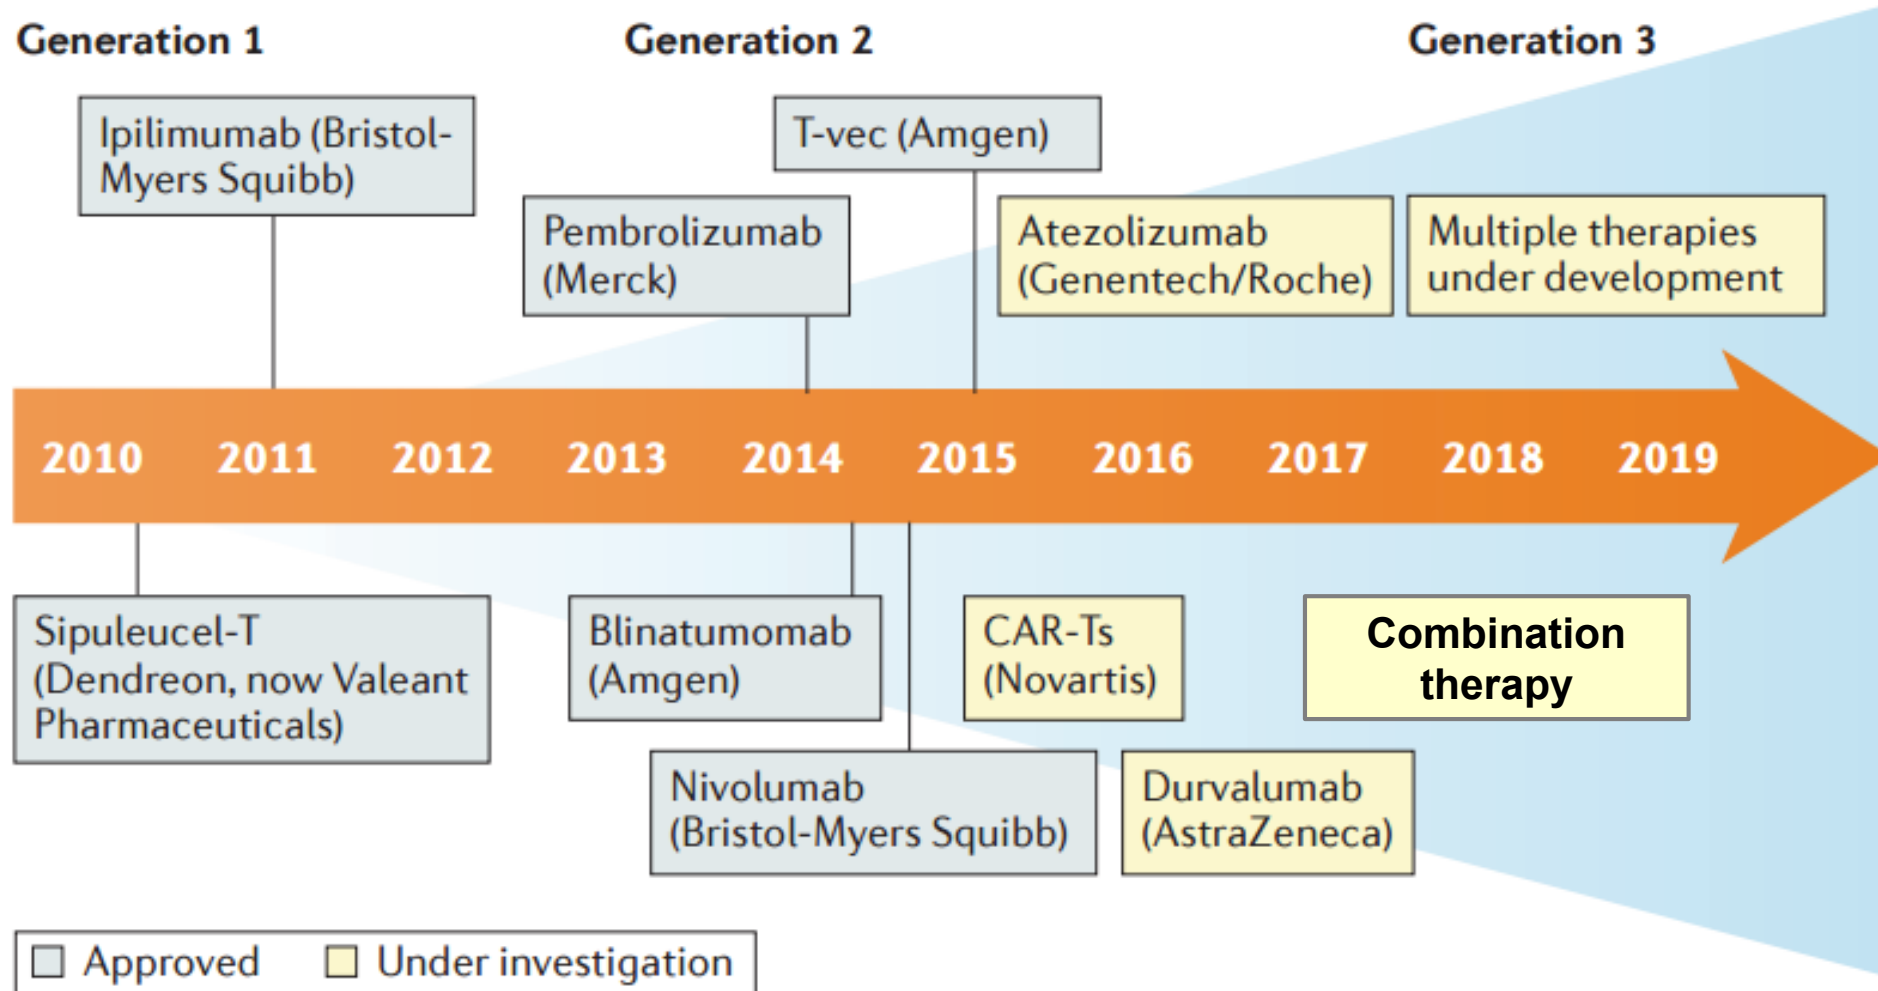 Generation 1
Generation 2
Generation 3
Ipilimumab (Bristol-
Myers Squibb)
T-vec (Amgen)
Pembrolizumab
(Merck)
Atezolizumab
(Genentech/Roche)
Multiple therapies
under development
2010 2011 2012 2013 2014 2015 2016 2017 2018 2019
Sipuleucel-T
(Dendreon, now Valeant
Pharmaceuticals)
Blinatumomab
(Amgen)
CAR-Ts
(Novartis)
Combination
therapy
Nivolumab
(Bristol-Myers Squibb)
Durvalumab
(AstraZeneca)
Approved
Under investigation